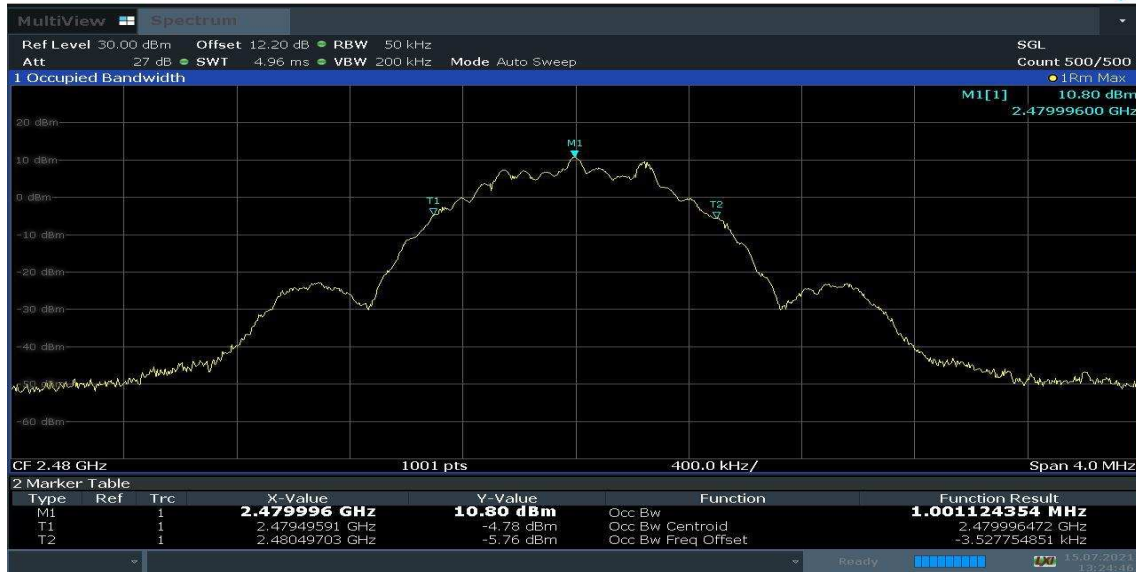 MultiView Spectrum
Ref Level 30.00 dBm Offset 12.20 dB RBW 50 kHz SGL
Att 27 dB SWT 4.96 ms VBW 200 kHz Mode Auto Sweep Count 500/500
1 Occupied Bandwidth 1Rm Max
M1[1] 10.80 dBm
2.47999600 GHz
20 dBm
M1
10 dBm
0 dBm
T1
T2
-10 dBm
-20 dBm
-30 dBm
-40 dBm
-50 dBm
-60 dBm
CF 2.48 GHz 1001 pts 400.0 kHz/ Span 4.0 MHz
2 Marker Table
Type Ref Trc X-Value Y-Value Function Function Result
M1 1 2.479996 GHz 10.80 dBm Occ Bw 1.001124354 MHz
T1 1 2.47949591 GHz -4.78 dBm Occ Bw Centroid 2.479996472 GHz
T2 1 2.48049703 GHz -5.76 dBm Occ Bw Freq Offset -3.527754851 kHz
Ready 15.07.2021
13:24:46